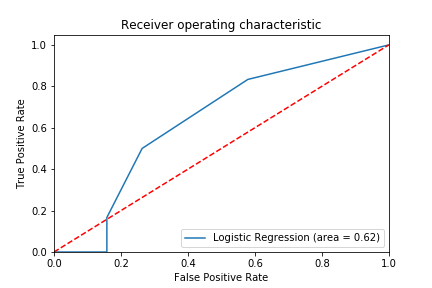 Receiver operating characteristic
1.0
0.8
0.6
0.4
0.2
0.0
True Positive Rate
Logistic Regression (area = 0.62)
0.0 0.2 0.4 0.6 0.8 1.0
False Positive Rate